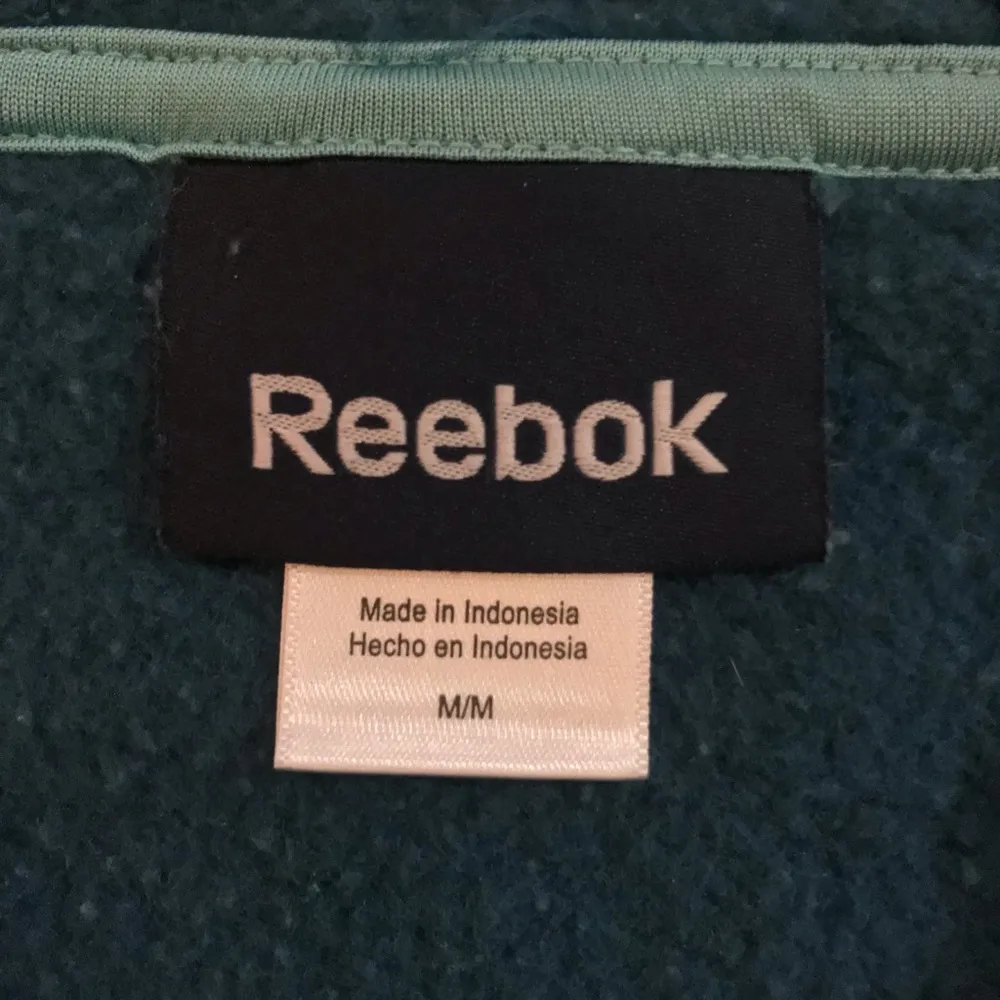 Reebok
Made in Indonesia
Hecho en Indonesia
M/M